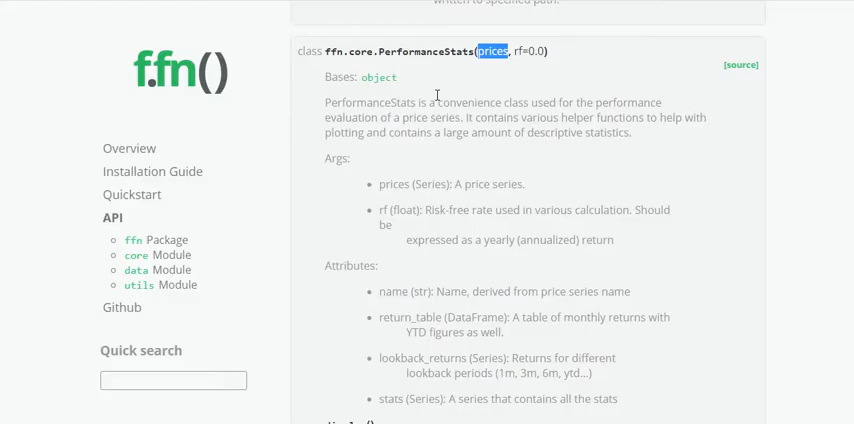 written to specified path.
class ffn.core.PerformanceStats(prices, rf=0.0)
[source]
Bases: object
PerformanceStats is a convenience class used for the performance
evaluation of a price series. It contains various helper functions to help with
plotting and contains a large amount of descriptive statistics.
Args:
prices (Series): A price series.
rf (float): Risk-free rate used in various calculation. Should
be
expressed as a yearly (annualized) return
Attributes:
name (str): Name, derived from price series name
return_table (DataFrame): A table of monthly returns with
YTD figures as well.
lookback_returns (Series): Returns for different
lookback periods (1m, 3m, 6m, ytd...)
stats (Series): A series that contains all the stats
f.fn()
Overview
Installation Guide
Quickstart
API
ffn Package
core Module
data Module
utils Module
Github
Quick search